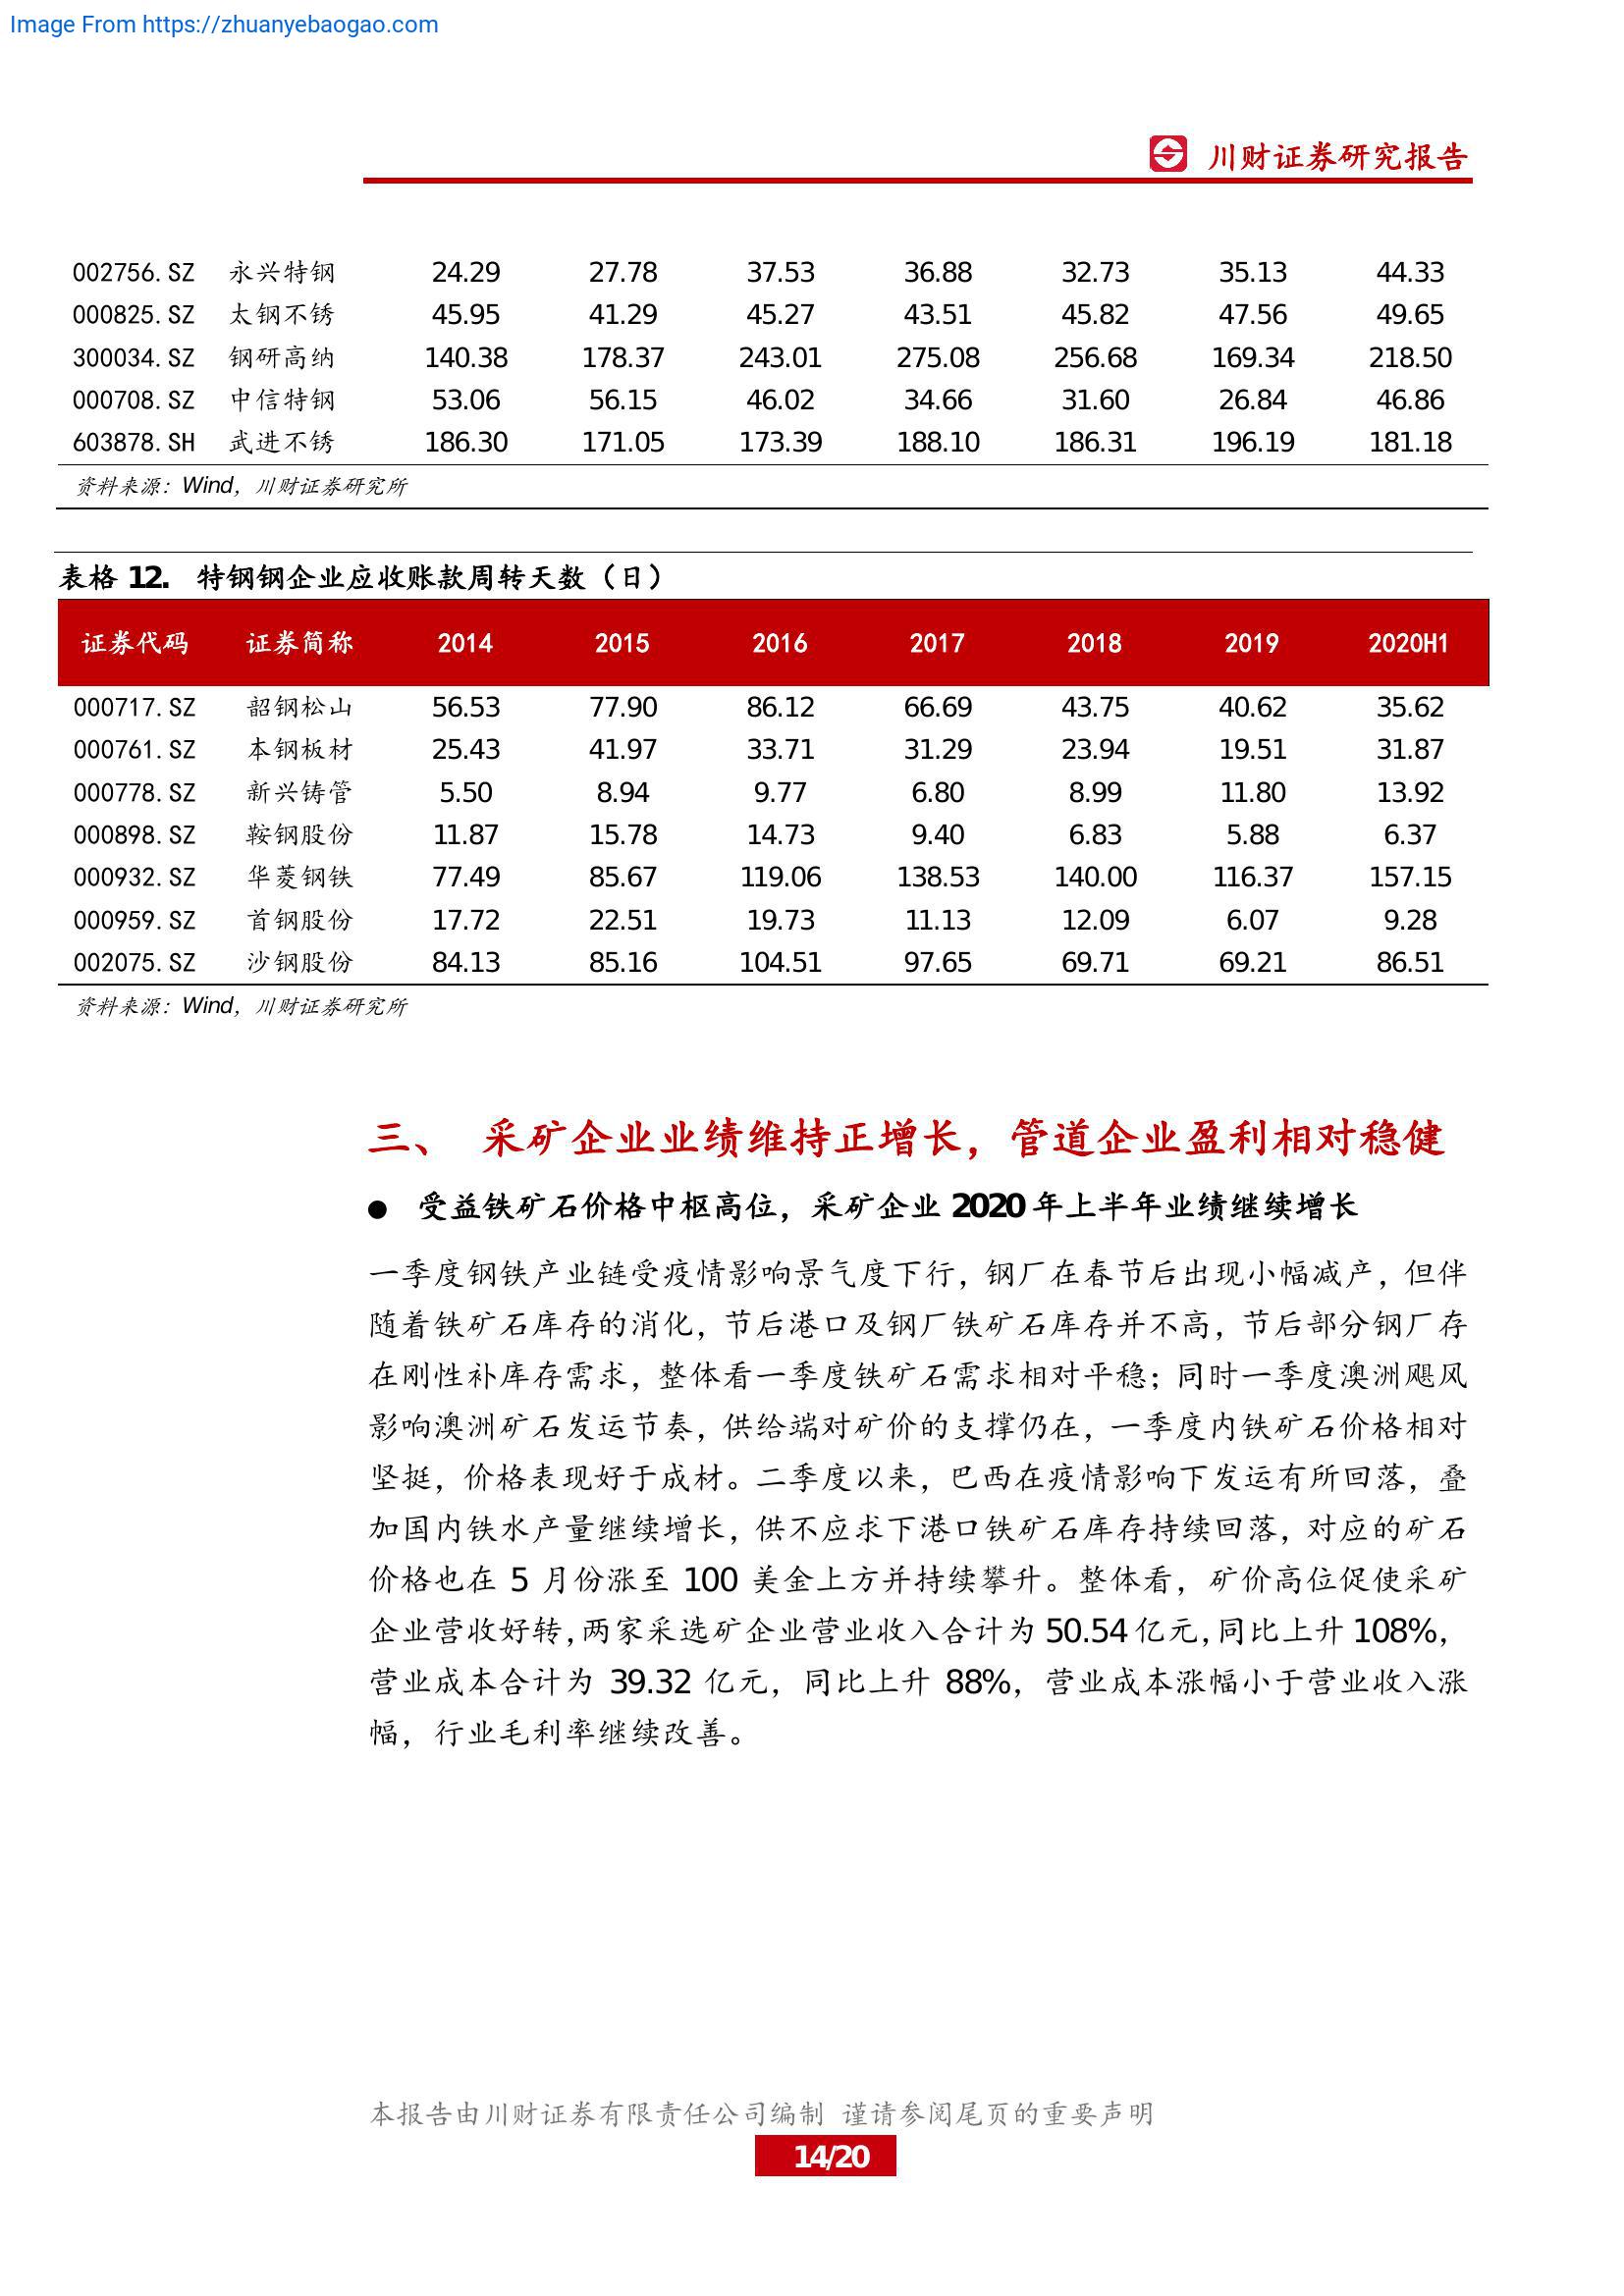 Image From https://zhuanyebaogao.com
川财证券研究报告
002756.SZ 永兴特钢 24.29 27.78 37.53 36.88 32.73 35.13 44.33
000825.SZ 太钢不锈 45.95 41.29 45.27 43.51 45.82 47.56 49.65
300034.SZ 钢研高纳 140.38 178.37 243.01 275.08 256.68 169.34 218.50
000708.SZ 中信特钢 53.06 56.15 46.02 34.66 31.60 26.84 46.86
603878.SH 武进不锈 186.30 171.05 173.39 188.10 186.31 196.19 181.18
资料来源：Wind，川财证券研究所
表格 12. 特钢钢企业应收账款周转天数（日）
证券代码 证券简称 2014 2015 2016 2017 2018 2019 2020H1
000717.SZ 韶钢松山 56.53 77.90 86.12 66.69 43.75 40.62 35.62
000761.SZ 本钢板材 25.43 41.97 33.71 31.29 23.94 19.51 31.87
000778.SZ 新兴铸管 5.50 8.94 9.77 6.80 8.99 11.80 13.92
000898.SZ 鞍钢股份 11.87 15.78 14.73 9.40 6.83 5.88 6.37
000932.SZ 华菱钢铁 77.49 85.67 119.06 138.53 140.00 116.37 157.15
000959.SZ 首钢股份 17.72 22.51 19.73 11.13 12.09 6.07 9.28
002075.SZ 沙钢股份 84.13 85.16 104.51 97.65 69.71 69.21 86.51
资料来源：Wind，川财证券研究所
三、 采矿企业业绩维持正增长，管道企业盈利相对稳健
● 受益铁矿石价格中枢高位，采矿企业 2020 年上半年业绩继续增长
一季度钢铁产业链受疫情影响景气度下行，钢厂在春节后出现小幅减产，但伴
随着铁矿石库存的消化，节后港口及钢厂铁矿石库存并不高，节后部分钢厂存
在刚性补库存需求，整体看一季度铁矿石需求相对平稳；同时一季度澳洲飓风
影响澳洲矿石发运节奏，供给端对矿价的支撑仍在，一季度内铁矿石价格相对
坚挺，价格表现好于成材。二季度以来，巴西在疫情影响下发运有所回落，叠
加国内铁水产量继续增长，供不应求下港口铁矿石库存持续回落，对应的矿石
价格也在 5 月份涨至 100 美金上方并持续攀升。整体看，矿价高位促使采矿
企业营收好转，两家采选矿企业营业收入合计为 50.54 亿元，同比上升 108%，
营业成本合计为 39.32 亿元，同比上升 88%，营业成本涨幅小于营业收入涨
幅，行业毛利率继续改善。
本报告由川财证券有限责任公司编制 谨请参阅尾页的重要声明
14/20